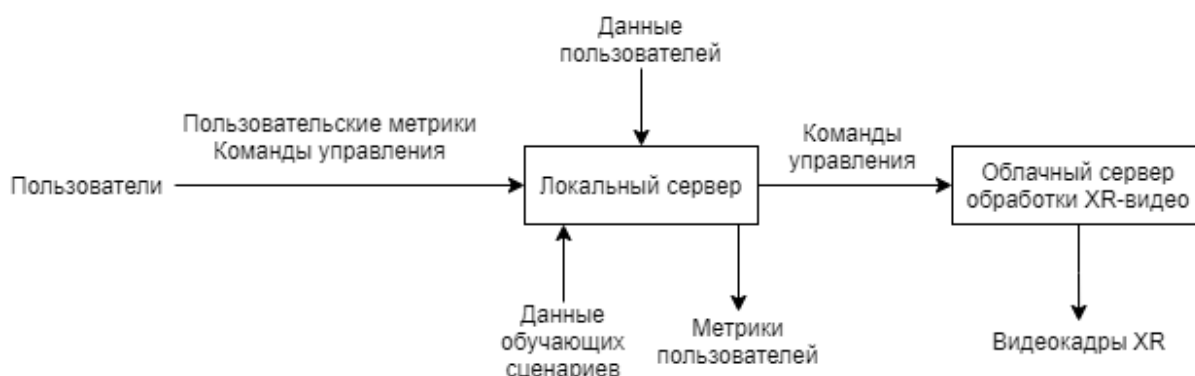 Данные
пользователей
Пользовательские метрики
Команды управления
Команды
управления
Пользователи
Локальный сервер
Облачный сервер
обработки XR-видео
Данные
обучающих
сценариев
Метрики
пользователей
Видеокадры XR